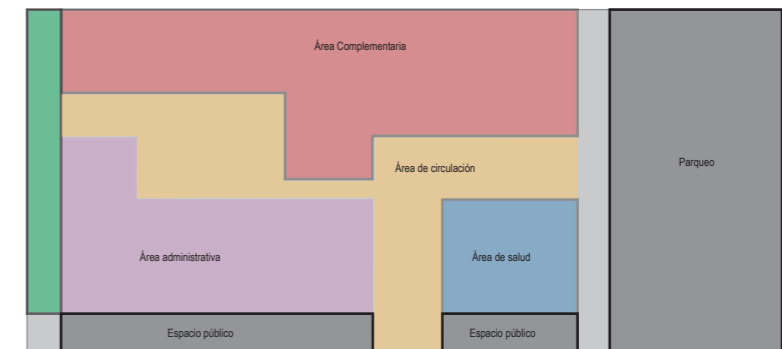 Área Complementaria
Parqueo
Área de circulación
Área administrativa
Área de salud
Espacio público
Espacio público